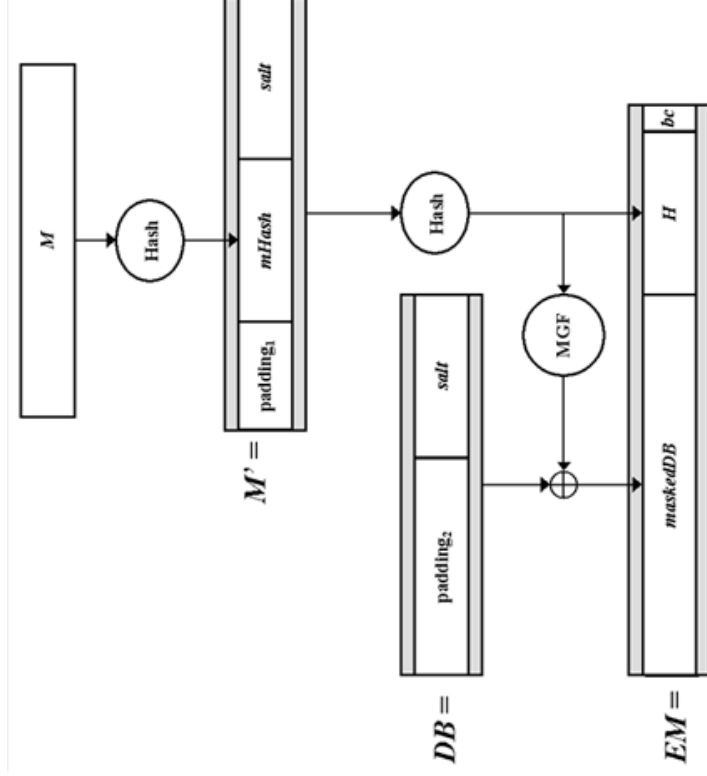 M
Hash
M' =
padding₁
mHash
salt
Hash
DB =
padding₂
salt
MGF
EM =
maskedDB
H
bc